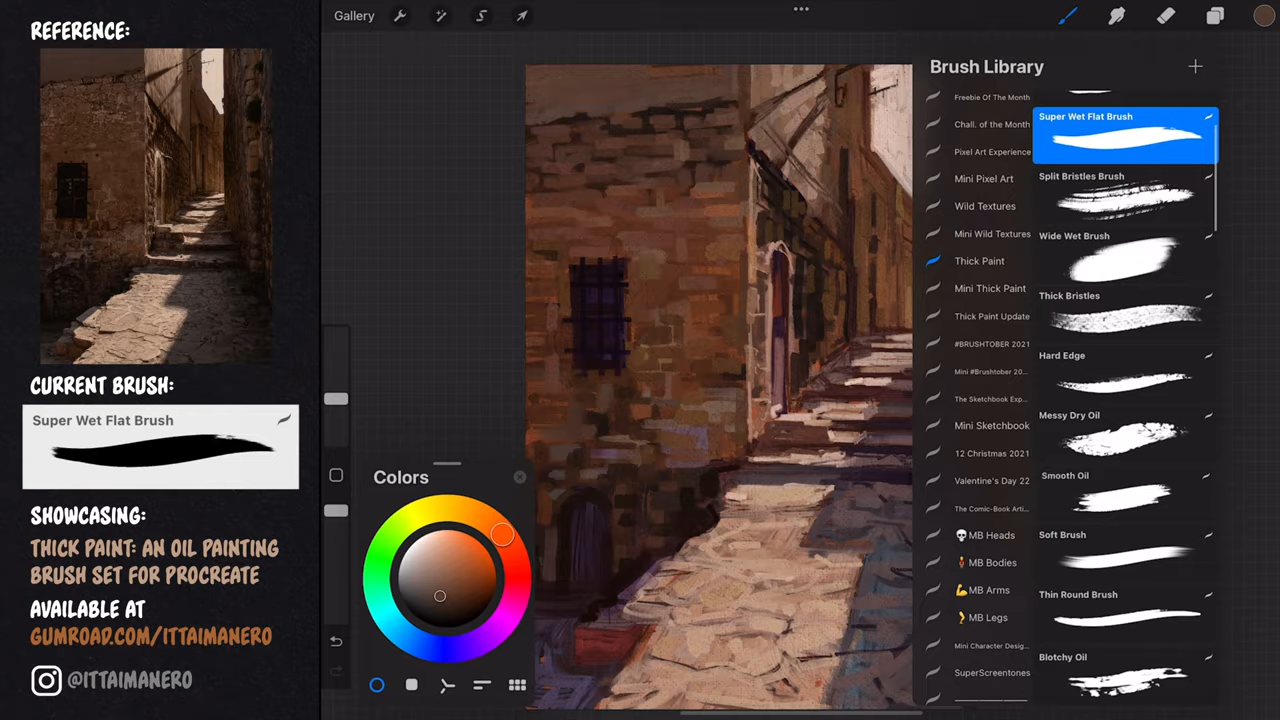 REFERENCE:
CURRENT BRUSH:
Super Wet Flat Brush
SHOWCASING:
THICK PAINT: AN OIL PAINTING
BRUSH SET FOR PROCREATE
AVAILABLE AT
GUMROAD.COM/ITTAIMANERO
@ITTAIMANERO
Gallery
Colors
Brush Library
Freebie Of The Month
Chall. of the Month
Pixel Art Experience
Mini Pixel Art
Wild Textures
Mini Wild Textures
Thick Paint
Mini Thick Paint
Thick Paint Update
#BRUSHTOBER 2021
Mini #Brushtober 20...
The Sketchbook Exp...
Mini Sketchbook
12 Christmas 2021
Valentine's Day 22
The Comic-Book Arti...
MB Heads
MB Bodies
MB Arms
MB Legs
Mini Character Desig...
SuperScreentones
Super Wet Flat Brush
Split Bristles Brush
Wide Wet Brush
Thick Bristles
Hard Edge
Messy Dry Oil
Smooth Oil
Soft Brush
Thin Round Brush
Blotchy Oil